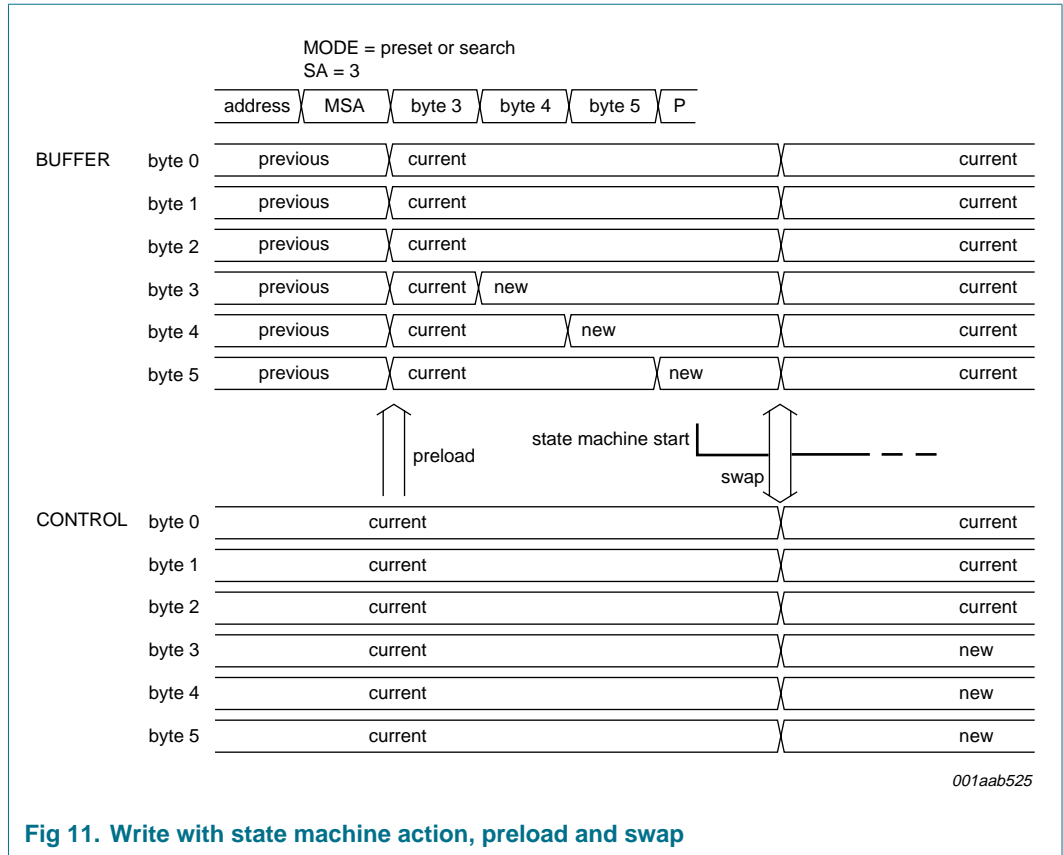 MODE = preset or search
SA = 3
address MSA byte 3 byte 4 byte 5 P
BUFFER byte 0 previous current current
byte 1 previous current current
byte 2 previous current current
byte 3 previous current new current
byte 4 previous current new current
byte 5 previous current new current
state machine start
preload
swap
CONTROL byte 0 current current
byte 1 current current
byte 2 current current
byte 3 current new
byte 4 current new
byte 5 current new
001aab525
Fig 11. Write with state machine action, preload and swap